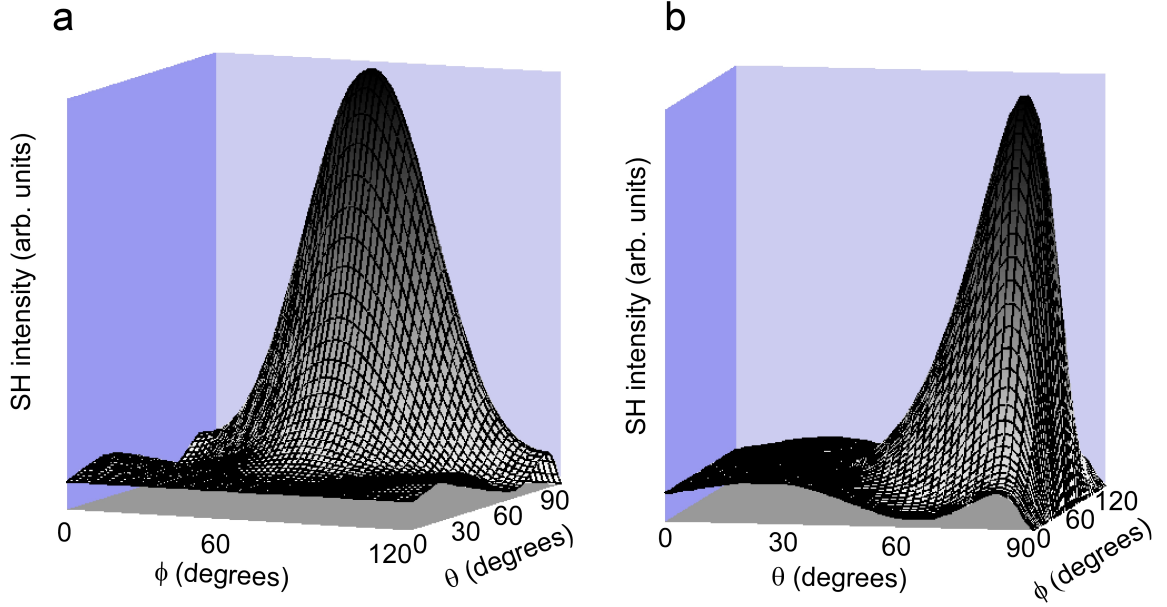 a
SH intensity (arb. units)
0
60
120
ϕ (degrees)
0
30
60
90
θ (degrees)
b
SH intensity (arb. units)
0
30
60
90
θ (degrees)
0
60
120
ϕ (degrees)